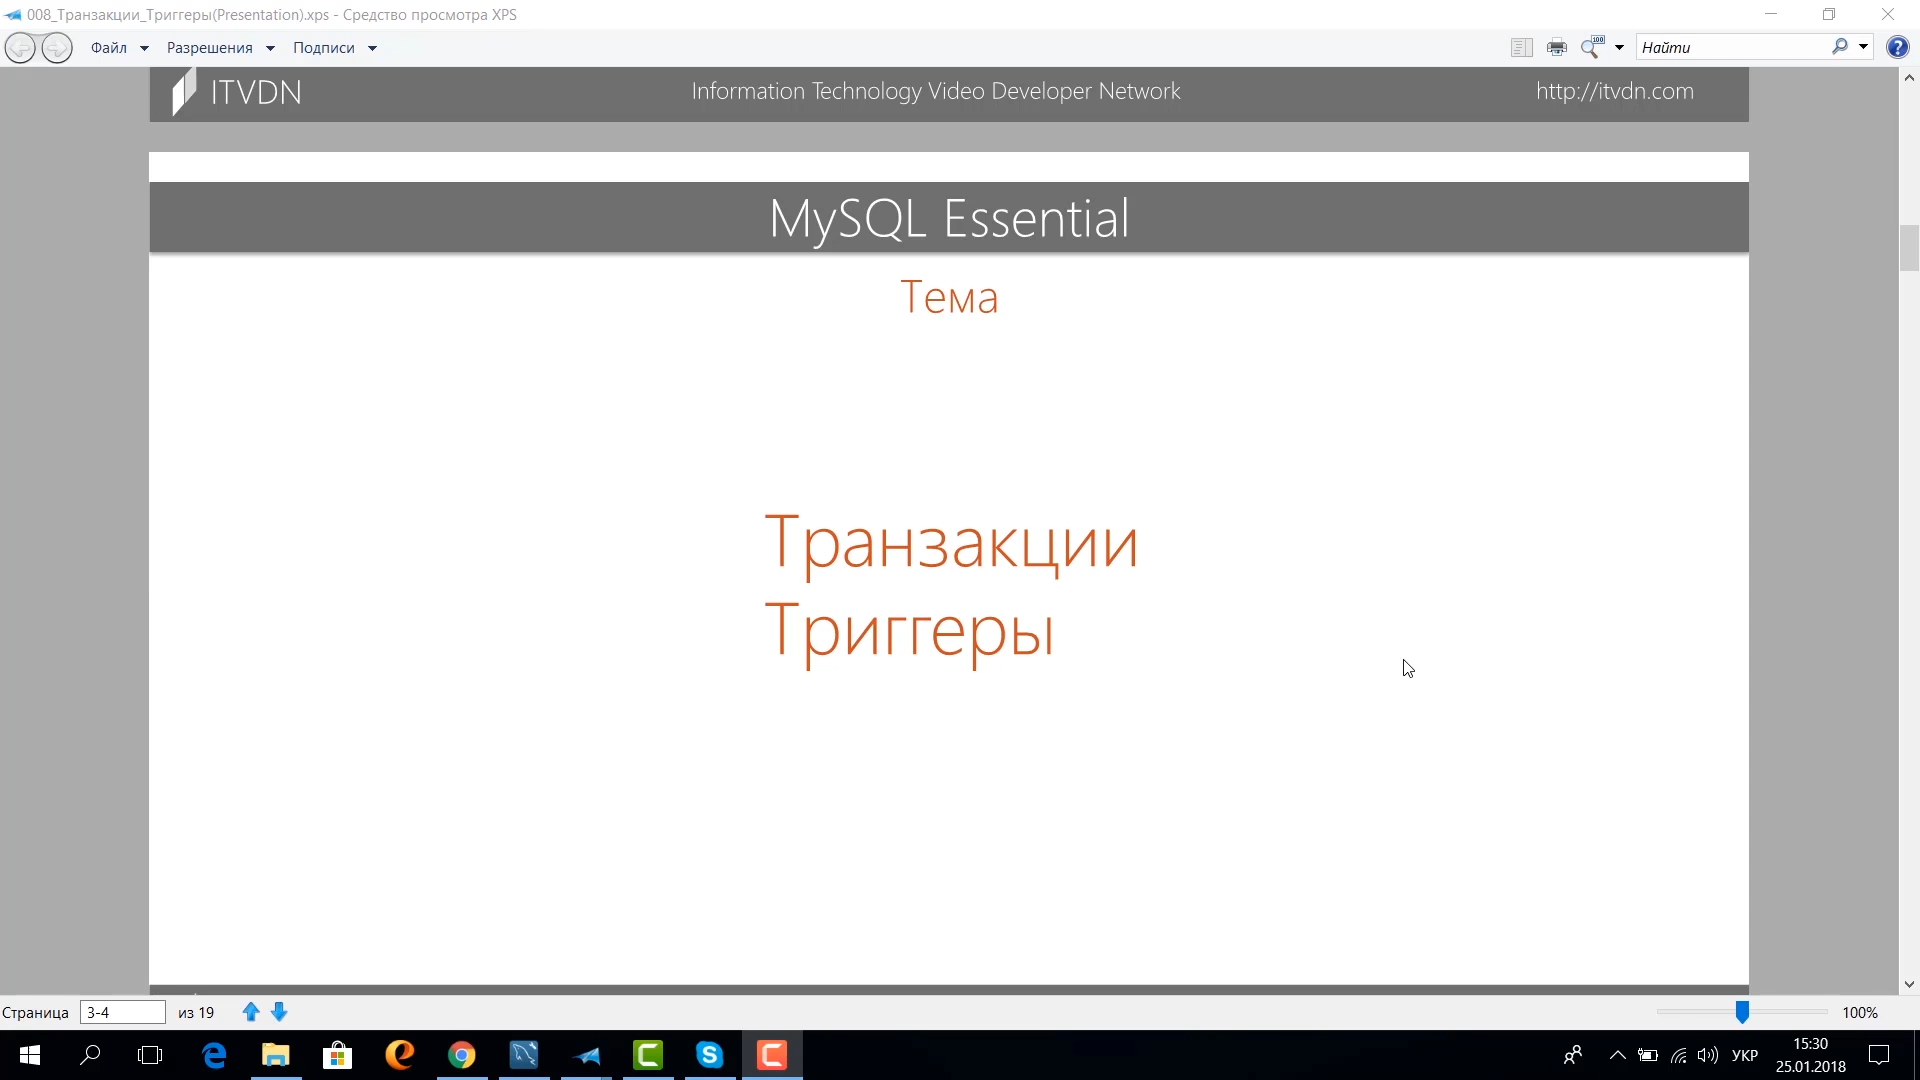 008_Транзакции_Триггеры(Presentation).xps - Средство просмотра XPS
Файл Разрешения Подписи 100 Найти
ITVDN Information Technology Video Developer Network http://itvdn.com
MySQL Essential
Тема
Транзакции
Триггеры
Страница 3-4 из 19 100%
УКР 15:30
25.01.2018